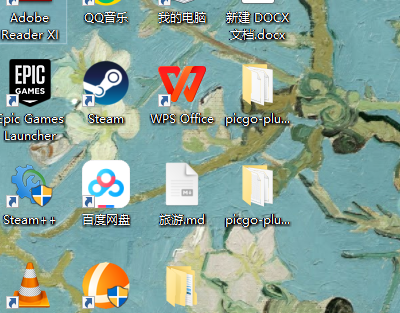 Adobe
Reader XI
QQ音乐
我的电脑
新建 DOCX
文档.docx
EPIC
GAMES
Epic Games
Launcher
Steam
WPS Office
picgo-plu...
Steam++
百度网盘
旅游.md
picgo-plu...